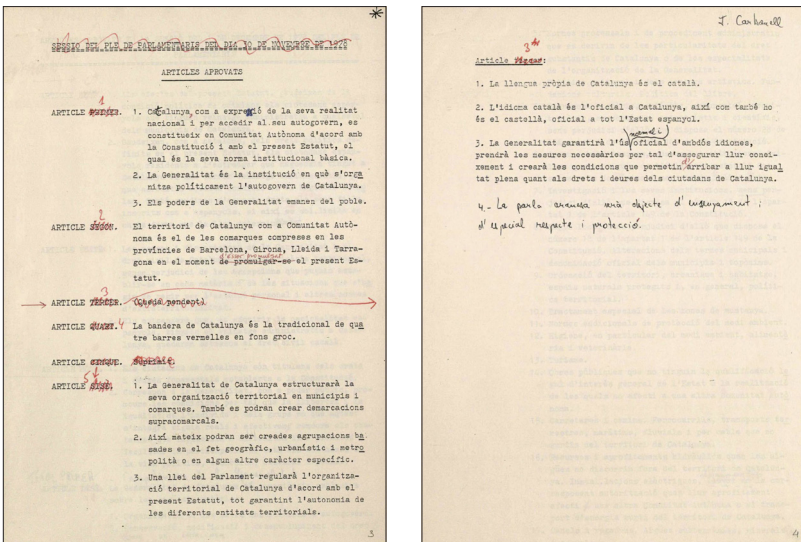 *
SESSIO DEL PLE DE PARLAMENTARIS DEL DIA 10 DE NOVEMBRE DE 1978
ARTICLES APROVATS
1
ARTICLE PRIMER. 1. Catalunya, com a expressió de la seva realitat
nacional i per accedir al seu autogovern, es
constitueix en Comunitat Autònoma d'acord amb
la Constitució i amb el present Estatut, el
qual és la seva norma institucional bàsica.
2. La Generalitat és la institució en què s'orga
nitza políticament l'autogovern de Catalunya.
3. Els poders de la Generalitat emanen del poble.
2
ARTICLE SEGON. El territori de Catalunya com a Comunitat Autò-
noma és el de les comarques compreses en les
províncies de Barcelona, Girona, Lleida i Tarra-
d'ésser promulgat
gona en el moment de promulgar-se el present Es-
tatut.
3
ARTICLE TERCER. (Queda pendent)
ARTICLE QUART. 4 La bandera de Catalunya és la tradicional de qua
tre barres vermelles en fons groc.
ARTICLE CINQUE. Suprimit.
5
ARTICLE SISE. 1. La Generalitat de Catalunya estructurarà la
seva organització territorial en municipis i
comarques. També es podran crear demarcacions
supracomarcals.
2. Així mateix podran ser creades agrupacions ba
sades en el fet geogràfic, urbanístic i metro
polità o en algun altre caràcter específic.
3. Una llei del Parlament regularà l'organitza-
ció territorial de Catalunya d'acord amb el
present Estatut, tot garantint l'autonomia de
les diferents entitats territorials.
3
J. Carbonell
3
Article :
1. La llengua pròpia de Catalunya és el català.
2. L'idioma català és l'oficial a Catalunya, així com també ho
és el castellà, oficial a tot l'Estat espanyol.
normal i
3. La Generalitat garantirà l'ús oficial d'ambdós idiomes,
prendrà les mesures necessàries per tal d'assegurar llur conei-
xement i crearà les condicions que permetin d'arribar a llur igual
tat plena quant als drets i deures dels ciutadans de Catalunya.
4.- La parla aranesa serà objecte d'ensenyament i
d'especial respecte i protecció.
4